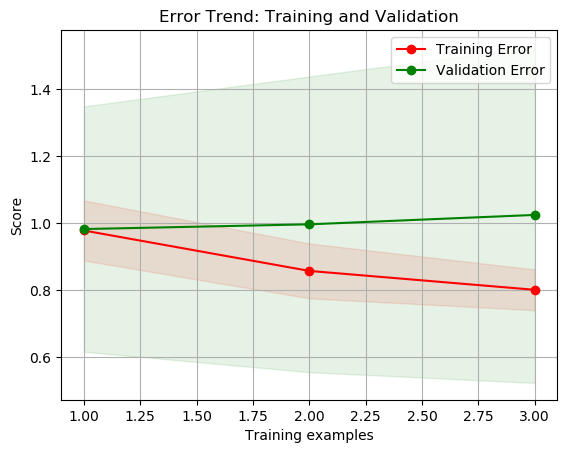 Error Trend: Training and Validation
Training Error
Validation Error
Score
1.4
1.2
1.0
0.8
0.6
1.00 1.25 1.50 1.75 2.00 2.25 2.50 2.75 3.00
Training examples